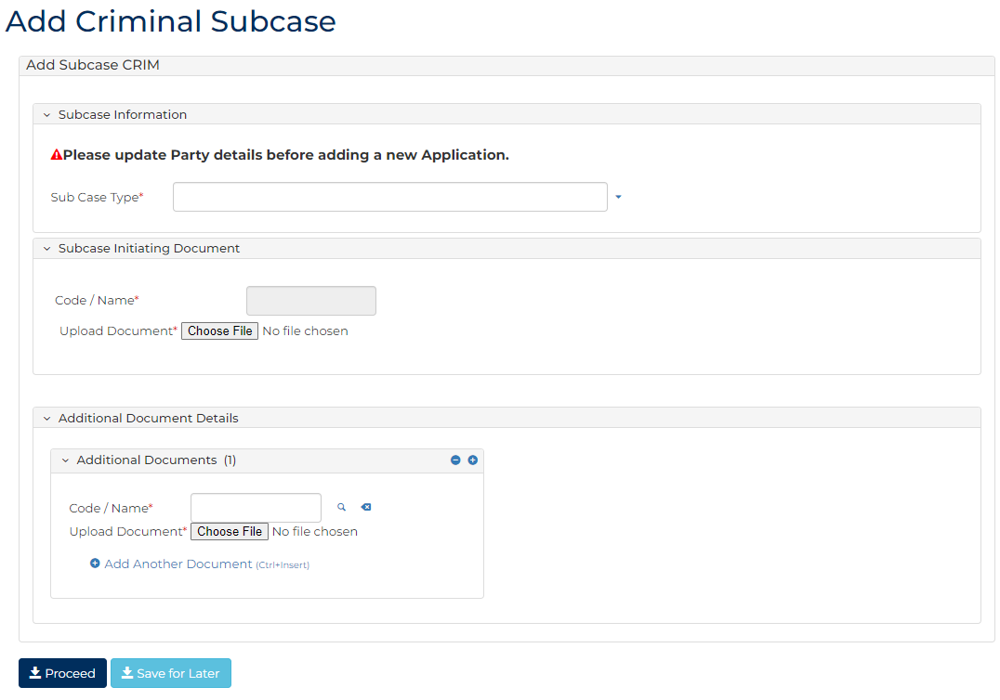 Add Criminal Subcase
Add Subcase CRIM
Subcase Information
Please update Party details before adding a new Application.
Sub Case Type*
Subcase Initiating Document
Code / Name*
Upload Document* Choose File No file chosen
Additional Document Details
Additional Documents (1)
Code / Name*
Upload Document* Choose File No file chosen
Add Another Document (Ctrl+Insert)
Proceed Save for Later